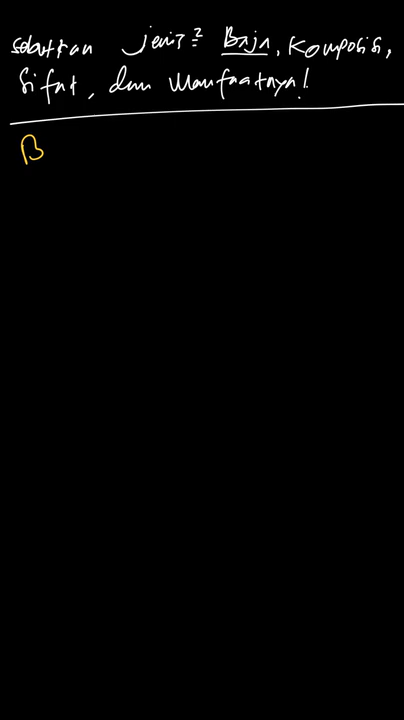 sebutkan jenis² Baja, Komposisi,
Sifat, dan Manfaatnya!
B